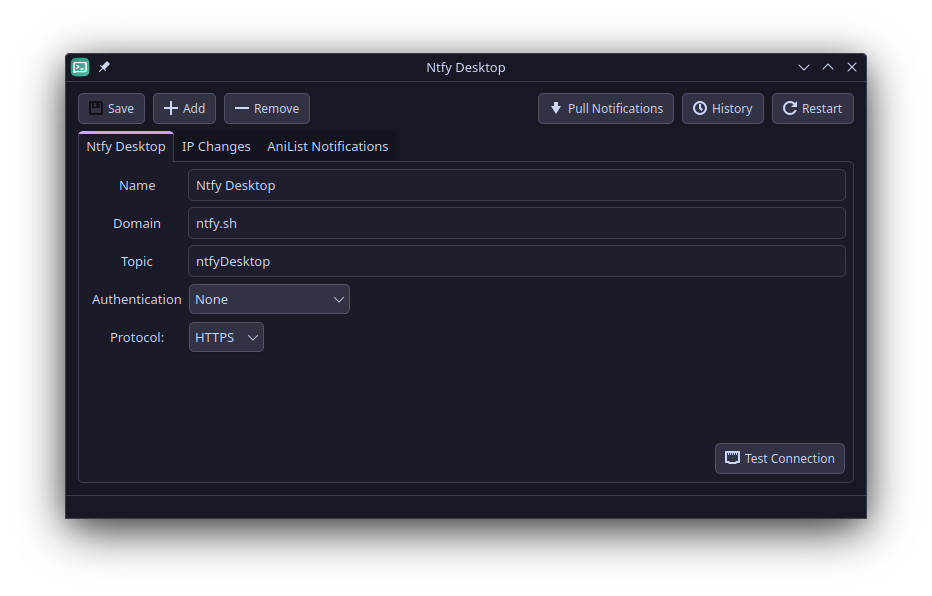 Ntfy Desktop
Save Add Remove Pull Notifications History Restart
Ntfy Desktop IP Changes AniList Notifications
Name Ntfy Desktop
Domain ntfy.sh
Topic ntfyDesktop
Authentication None
Protocol: HTTPS
Test Connection